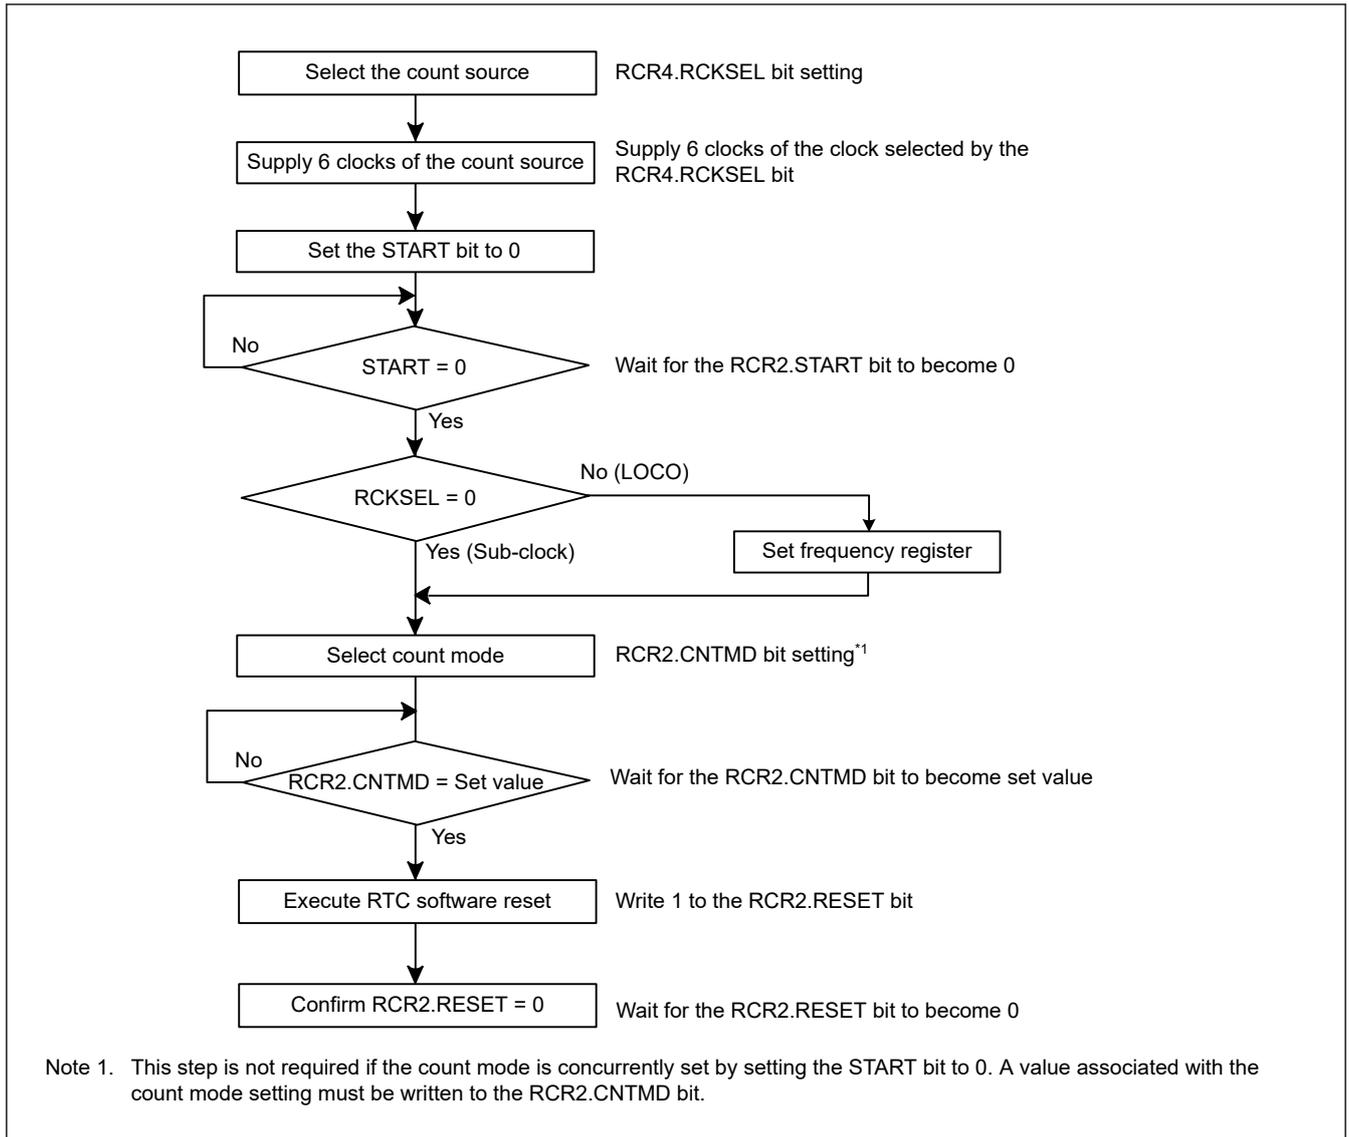 Select the count source
RCR4.RCKSEL bit setting
Supply 6 clocks of the count source
Supply 6 clocks of the clock selected by the
RCR4.RCKSEL bit
Set the START bit to 0
No
START = 0
Wait for the RCR2.START bit to become 0
Yes
No (LOCO)
RCKSEL = 0
Yes (Sub-clock)
Set frequency register
Select count mode
RCR2.CNTMD bit setting*1
No
RCR2.CNTMD = Set value
Wait for the RCR2.CNTMD bit to become set value
Yes
Execute RTC software reset
Write 1 to the RCR2.RESET bit
Confirm RCR2.RESET = 0
Wait for the RCR2.RESET bit to become 0
Note 1. This step is not required if the count mode is concurrently set by setting the START bit to 0. A value associated with the
count mode setting must be written to the RCR2.CNTMD bit.